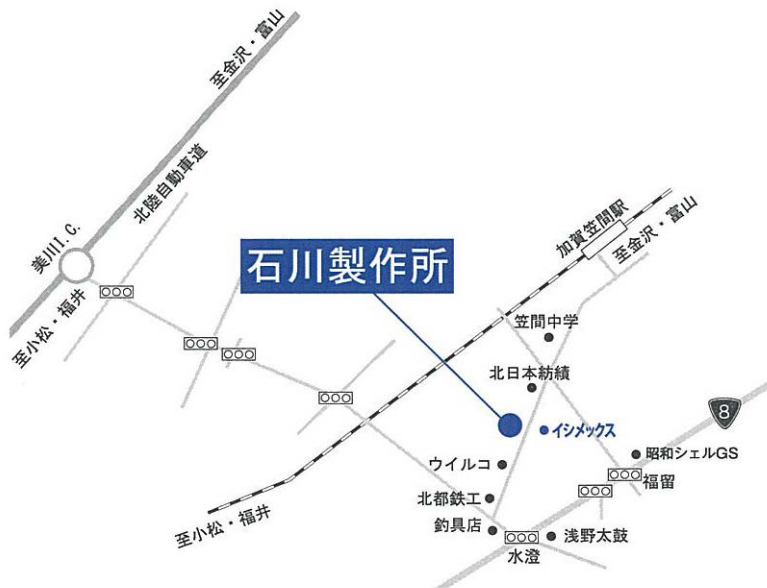 至金沢・富山
北陸自動車道
美川I.C.
至小松・福井
加賀笠間駅
至金沢・富山
石川製作所
笠間中学
北日本紡績
8
イシメックス
昭和シェルGS
ウイルコ
福留
北都鉄工
釣具店
浅野太鼓
至小松・福井
水澄